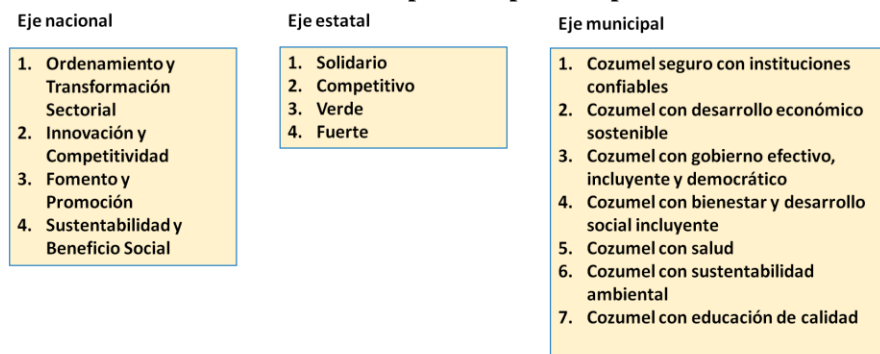 Eje nacional
1. Ordenamiento y
Transformación
Sectorial
2. Innovación y
Competitividad
3. Fomento y
Promoción
4. Sustentabilidad y
Beneficio Social
Eje estatal
1. Solidario
2. Competitivo
3. Verde
4. Fuerte
Eje municipal
1. Cozumel seguro con instituciones
confiables
2. Cozumel con desarrollo económico
sostenible
3. Cozumel con gobierno efectivo,
incluyente y democrático
4. Cozumel con bienestar y desarrollo
social incluyente
5. Cozumel con salud
6. Cozumel con sustentabilidad
ambiental
7. Cozumel con educación de calidad